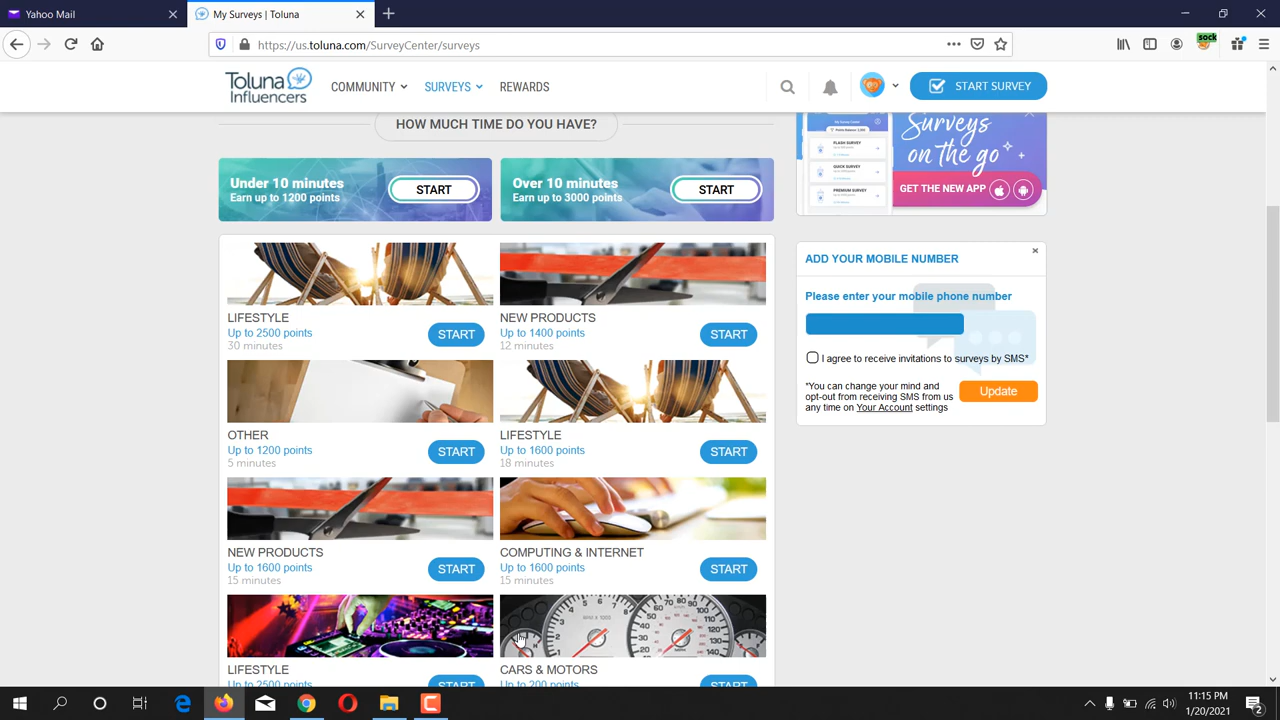 Yahoo Mail
My Surveys | Toluna
https://us.toluna.com/SurveyCenter/surveys
sock
Toluna Influencers
COMMUNITY
SURVEYS
REWARDS
START SURVEY
HOW MUCH TIME DO YOU HAVE?
Under 10 minutes
Earn up to 1200 points
START
Over 10 minutes
Earn up to 3000 points
START
LIFESTYLE
Up to 2500 points
30 minutes
START
NEW PRODUCTS
Up to 1400 points
12 minutes
START
OTHER
Up to 1200 points
5 minutes
START
LIFESTYLE
Up to 1600 points
18 minutes
START
NEW PRODUCTS
Up to 1600 points
15 minutes
START
COMPUTING & INTERNET
Up to 1600 points
15 minutes
START
LIFESTYLE
Up to 2500 points
START
CARS & MOTORS
Up to 200 points
START
FLASH SURVEY
QUICK SURVEY
PREMIUM SURVEY
Surveys
on the go
GET THE NEW APP
ADD YOUR MOBILE NUMBER
Please enter your mobile phone number
I agree to receive invitations to surveys by SMS*
*You can change your mind and
opt-out from receiving SMS from us
any time on Your Account settings
Update
11:15 PM
1/20/2021
2